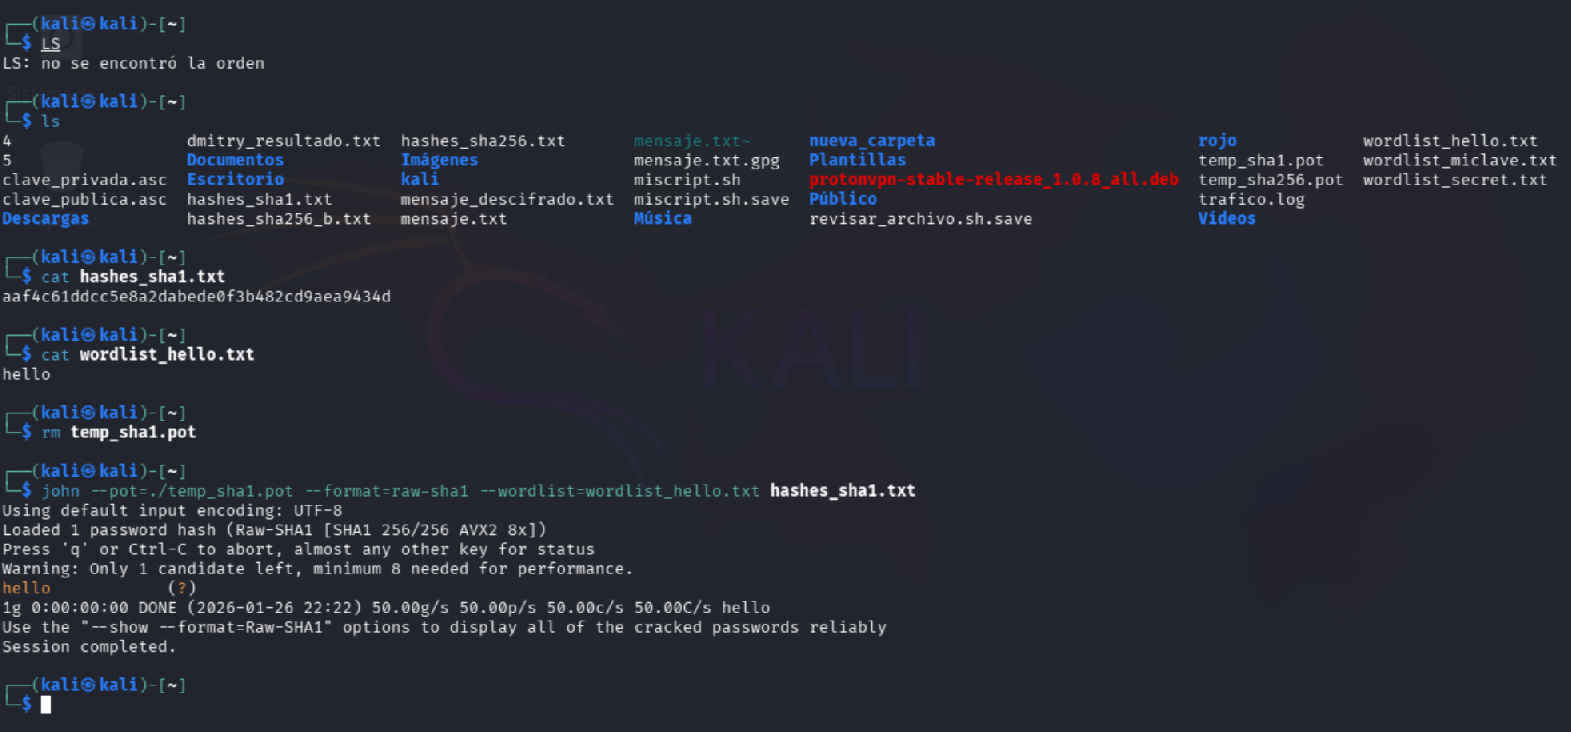 ┌──(kali㉿kali)-[~]
└─$ LS
LS: no se encontró la orden
┌──(kali㉿kali)-[~]
└─$ ls
4 dmitry_resultado.txt hashes_sha256.txt mensaje.txt~ nueva_carpeta rojo wordlist_hello.txt
5 Documentos Imágenes mensaje.txt.gpg Plantillas temp_sha1.pot wordlist_miclave.txt
clave_privada.asc Escritorio kali miscript.sh protonvpn-stable-release_1.0.8_all.deb temp_sha256.pot wordlist_secret.txt
clave_publica.asc hashes_sha1.txt mensaje_descifrado.txt miscript.sh.save Público trafico.log
Descargas hashes_sha256_b.txt mensaje.txt Música revisar_archivo.sh.save Vídeos
┌──(kali㉿kali)-[~]
└─$ cat hashes_sha1.txt
aaf4c61ddcc5e8a2dabede0f3b482cd9aea9434d
┌──(kali㉿kali)-[~]
└─$ cat wordlist_hello.txt
hello
┌──(kali㉿kali)-[~]
└─$ rm temp_sha1.pot
┌──(kali㉿kali)-[~]
└─$ john --pot=./temp_sha1.pot --format=raw-sha1 --wordlist=wordlist_hello.txt hashes_sha1.txt
Using default input encoding: UTF-8
Loaded 1 password hash (Raw-SHA1 [SHA1 256/256 AVX2 8x])
Press 'q' or Ctrl-C to abort, almost any other key for status
Warning: Only 1 candidate left, minimum 8 needed for performance.
hello (?)
1g 0:00:00:00 DONE (2026-01-26 22:22) 50.00g/s 50.00p/s 50.00c/s 50.00C/s hello
Use the "--show --format=Raw-SHA1" options to display all of the cracked passwords reliably
Session completed.
┌──(kali㉿kali)-[~]
└─$
KALI